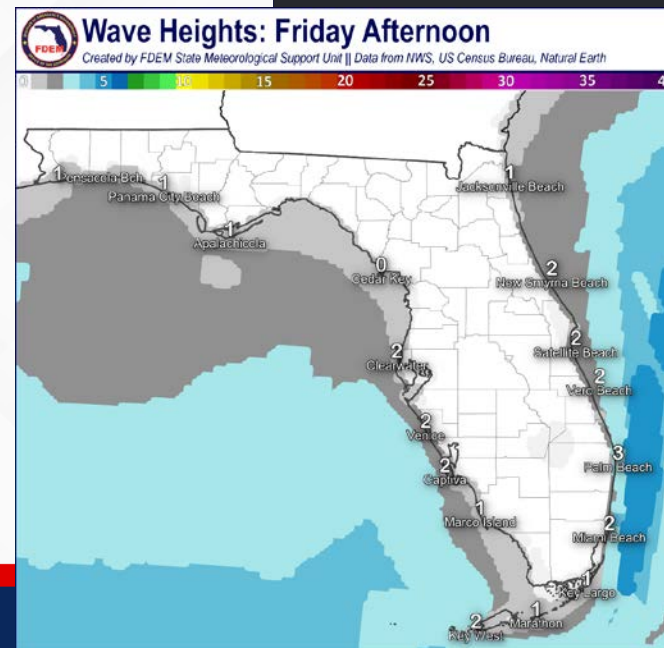 Wave Heights: Friday Afternoon
Created by FDEM State Meteorological Support Unit || Data from NWS, US Census Bureau, Natural Earth
FDEM
0 5 10 15 20 25 30 35 4
1
Pensacola Bch
1
Panama City Beach
1
Apalachicola
1
Jacksonville Beach
0
Cedar Key
2
New Smyrna Beach
2
Clearwater
2
Satellite Beach
2
Vero Beach
2
Venice
2
Captiva
3
Palm Beach
1
Marco Island
2
Miami Beach
1
Key Largo
1
Marathon
2
Key West